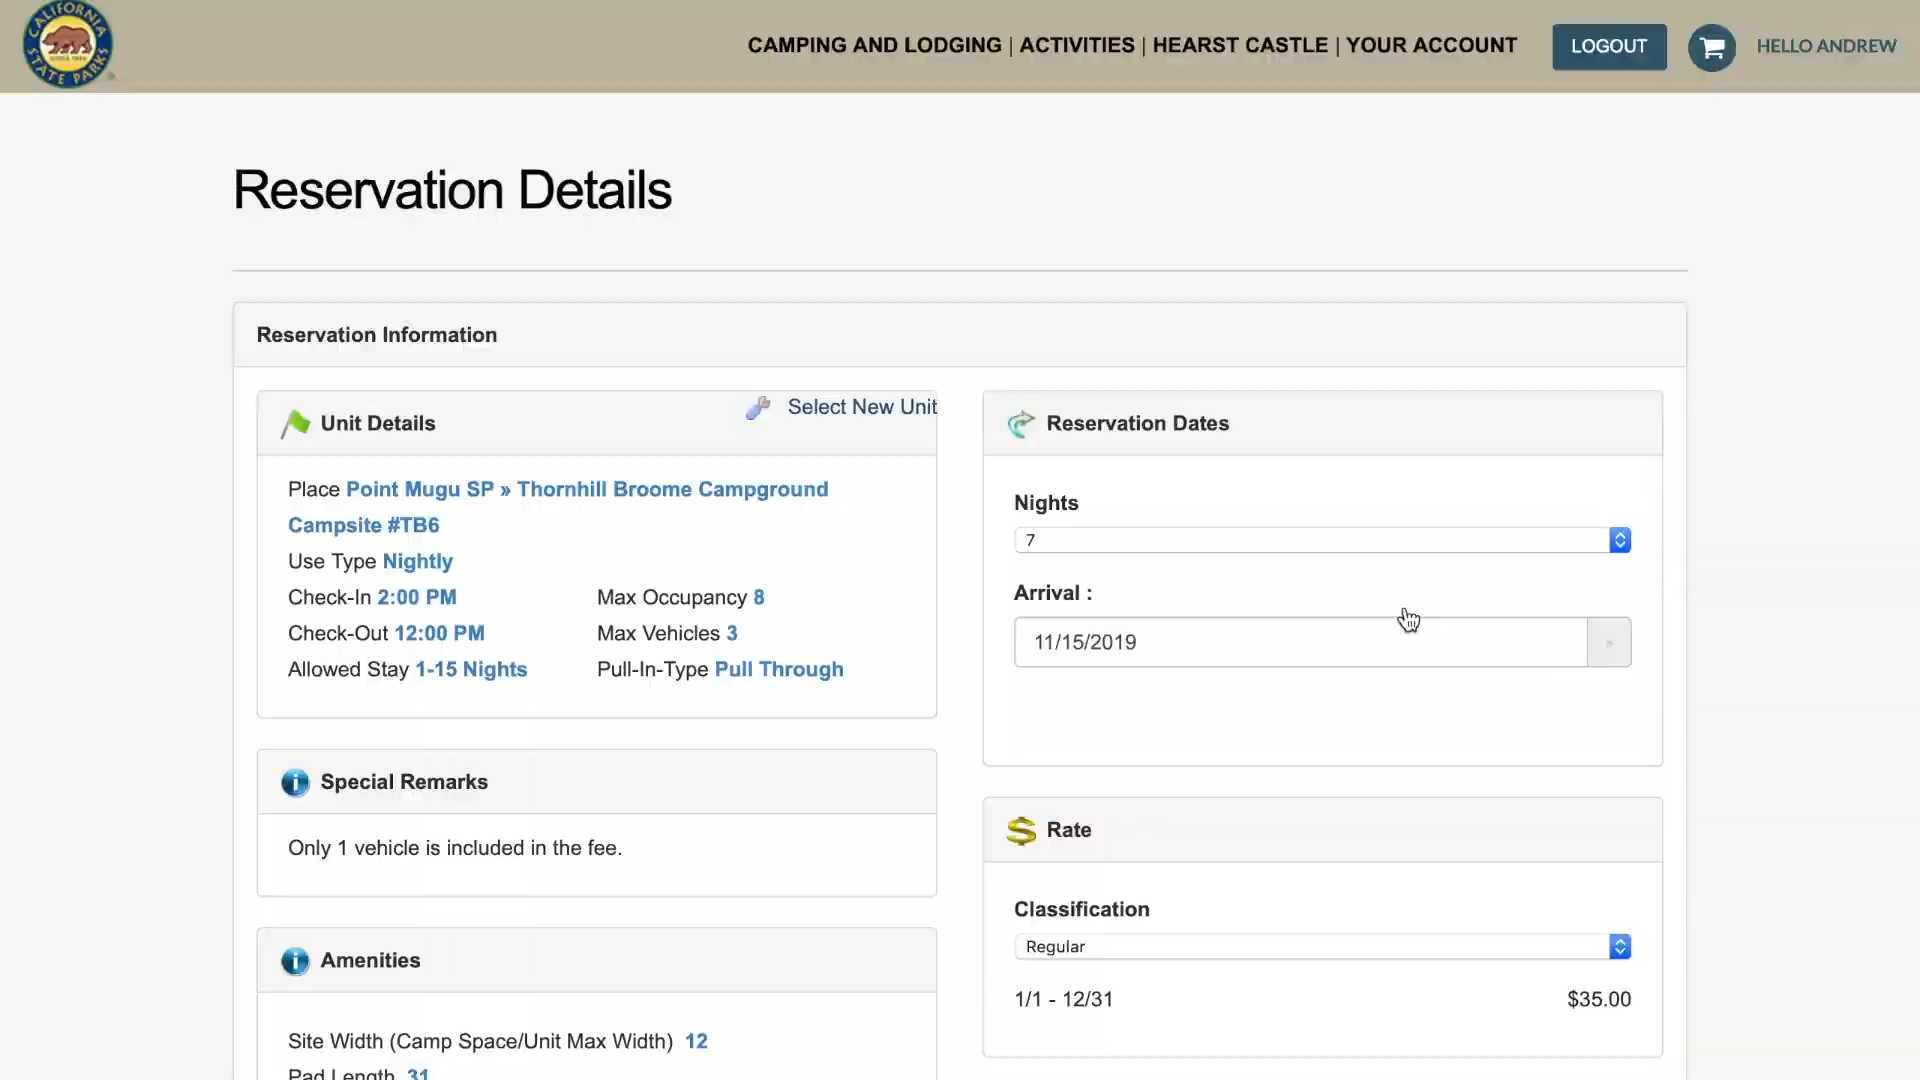 CALIFORNIA
STATE PARKS
CAMPING AND LODGING | ACTIVITIES | HEARST CASTLE | YOUR ACCOUNT
LOGOUT
HELLO ANDREW
Reservation Details
Reservation Information
Unit Details
Select New Unit
Place Point Mugu SP » Thornhill Broome Campground
Campsite #TB6
Use Type Nightly
Check-In 2:00 PM
Max Occupancy 8
Check-Out 12:00 PM
Max Vehicles 3
Allowed Stay 1-15 Nights
Pull-In-Type Pull Through
Special Remarks
Only 1 vehicle is included in the fee.
Amenities
Site Width (Camp Space/Unit Max Width) 12
Pad Length 31
Reservation Dates
Nights
7
Arrival :
11/15/2019
Rate
Classification
Regular
1/1 - 12/31
$35.00